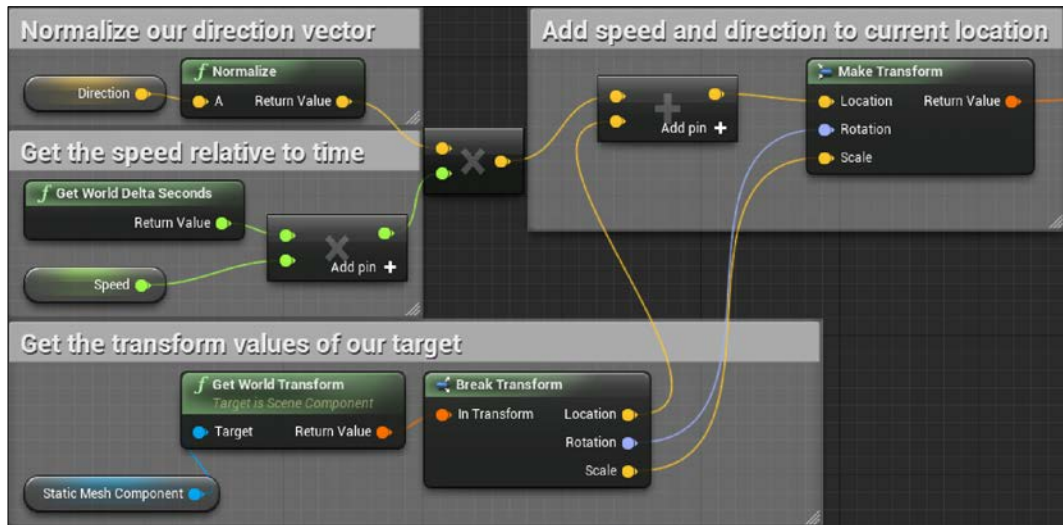 Normalize our direction vector
Direction
f Normalize
A Return Value
Get the speed relative to time
f Get World Delta Seconds
Return Value
Speed
Add pin +
Add speed and direction to current location
Add pin +
Make Transform
Location Return Value
Rotation
Scale
Get the transform values of our target
f Get World Transform
Target is Scene Component
Target Return Value
Static Mesh Component
Break Transform
In Transform Location
Rotation
Scale